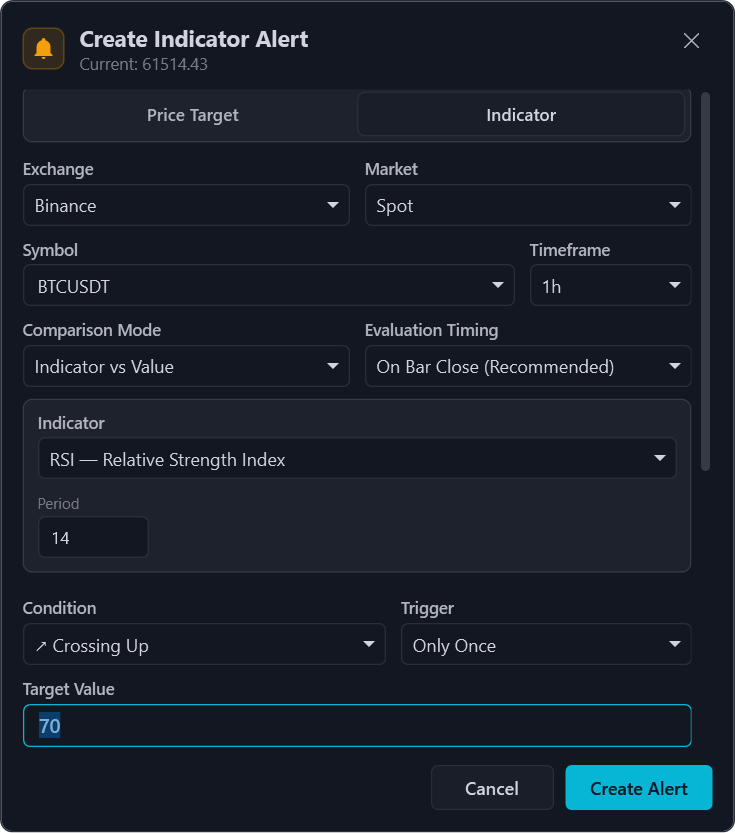 Create Indicator Alert
Current: 61514.43
Price Target
Indicator
Exchange
Market
Binance
Spot
Symbol
Timeframe
BTCUSDT
1h
Comparison Mode
Evaluation Timing
Indicator vs Value
On Bar Close (Recommended)
Indicator
RSI — Relative Strength Index
Period
14
Condition
Trigger
↗ Crossing Up
Only Once
Target Value
70
Cancel
Create Alert